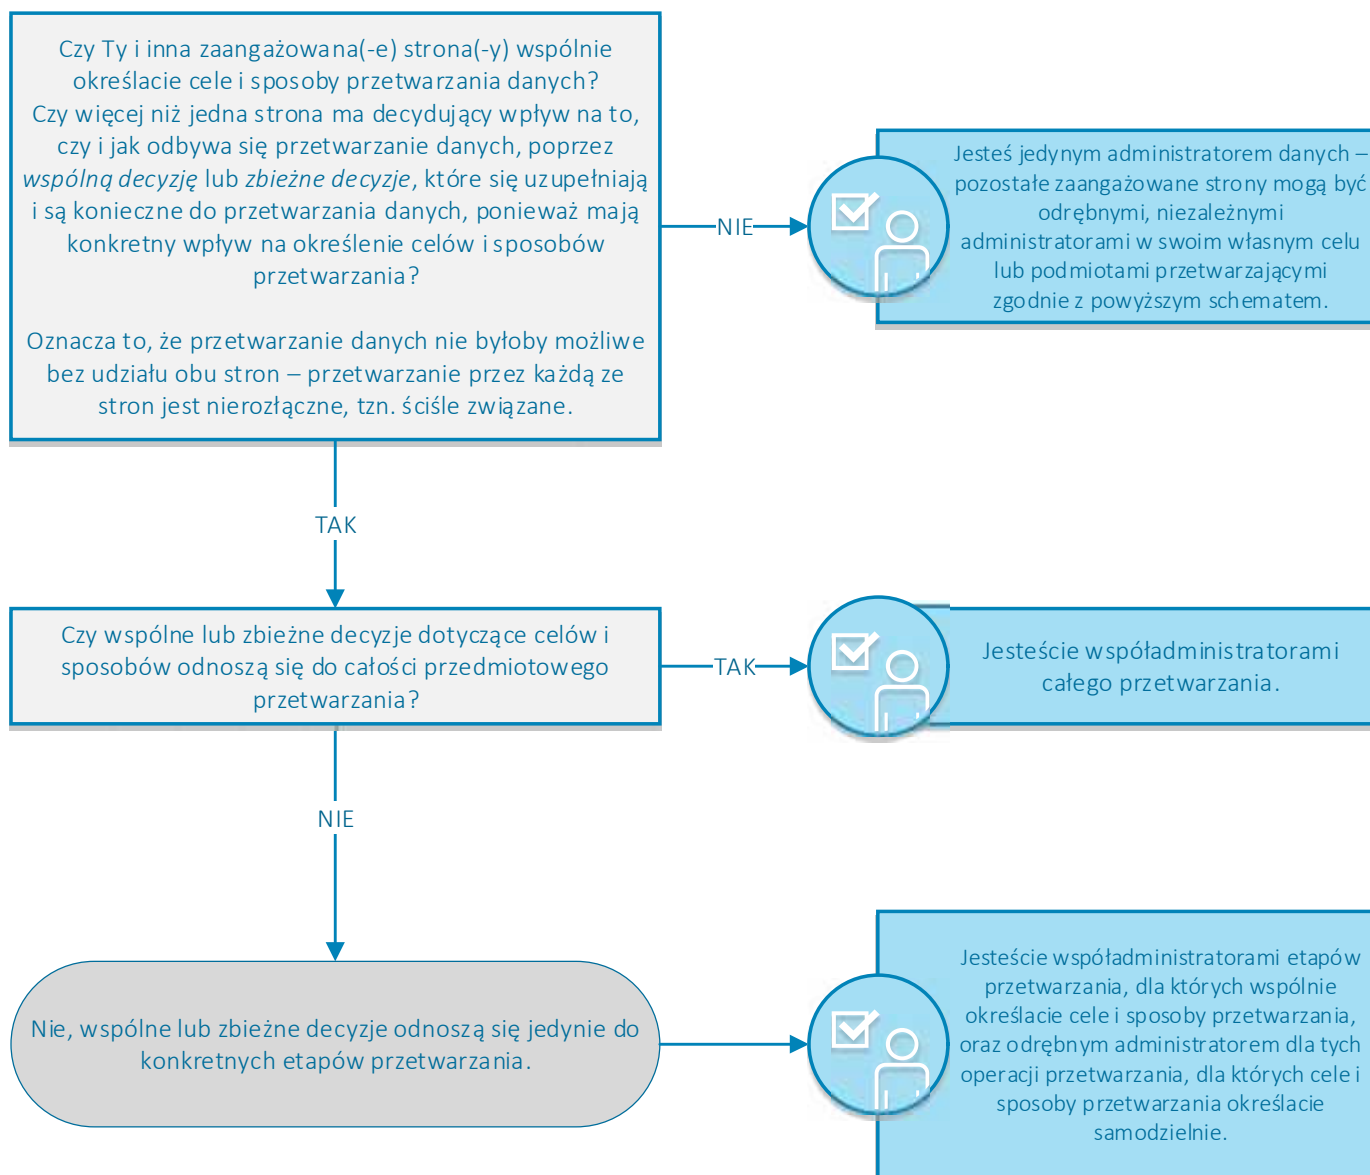 Czy Ty i inna zaangażowana(-e) strona(-y) wspólnie
określacie cele i sposoby przetwarzania danych?
Czy więcej niż jedna strona ma decydujący wpływ na to,
czy i jak odbywa się przetwarzanie danych, poprzez
wspólną decyzję lub zbieżne decyzje, które się uzupełniają
i są konieczne do przetwarzania danych, ponieważ mają
konkretny wpływ na określenie celów i sposobów
przetwarzania?
Oznacza to, że przetwarzanie danych nie byłoby możliwe
bez udziału obu stron – przetwarzanie przez każdą ze
stron jest nierozłączne, tzn. ściśle związane.
NIE
Jesteś jedynym administratorem danych –
pozostałe zaangażowane strony mogą być
odrębnymi, niezależnymi
administratorami w swoim własnym celu
lub podmiotami przetwarzającymi
zgodnie z powyższym schematem.
TAK
Czy wspólne lub zbieżne decyzje dotyczące celów i
sposobów odnoszą się do całości przedmiotowego
przetwarzania?
TAK
Jesteście współadministratorami
całego przetwarzania.
NIE
Nie, wspólne lub zbieżne decyzje odnoszą się jedynie do
konkretnych etapów przetwarzania.
Jesteście współadministratorami etapów
przetwarzania, dla których wspólnie
określacie cele i sposoby przetwarzania,
oraz odrębnym administratorem dla tych
operacji przetwarzania, dla których cele i
sposoby przetwarzania określacie
samodzielnie.